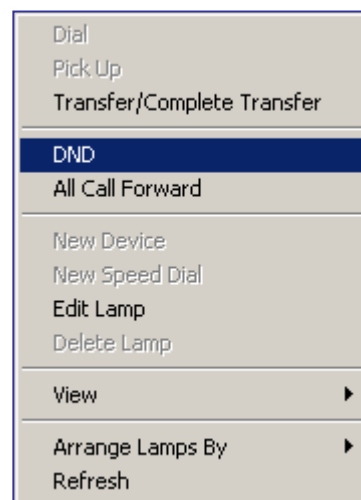 Dial
Pick Up
Transfer/Complete Transfer
DND
All Call Forward
New Device
New Speed Dial
Edit Lamp
Delete Lamp
View
Arrange Lamps By
Refresh